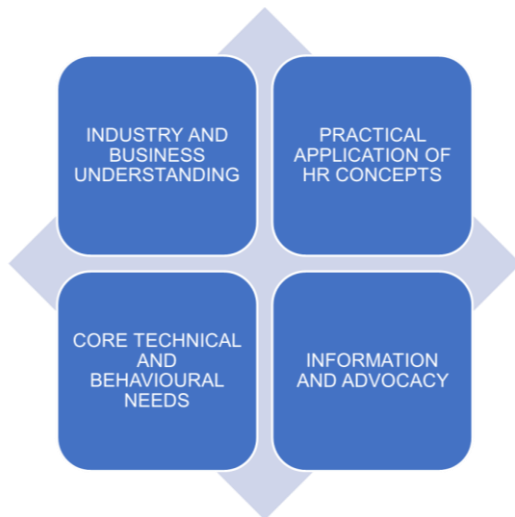 INDUSTRY AND
BUSINESS
UNDERSTANDING
PRACTICAL
APPLICATION OF
HR CONCEPTS
CORE TECHNICAL
AND
BEHAVIOURAL
NEEDS
INFORMATION
AND ADVOCACY